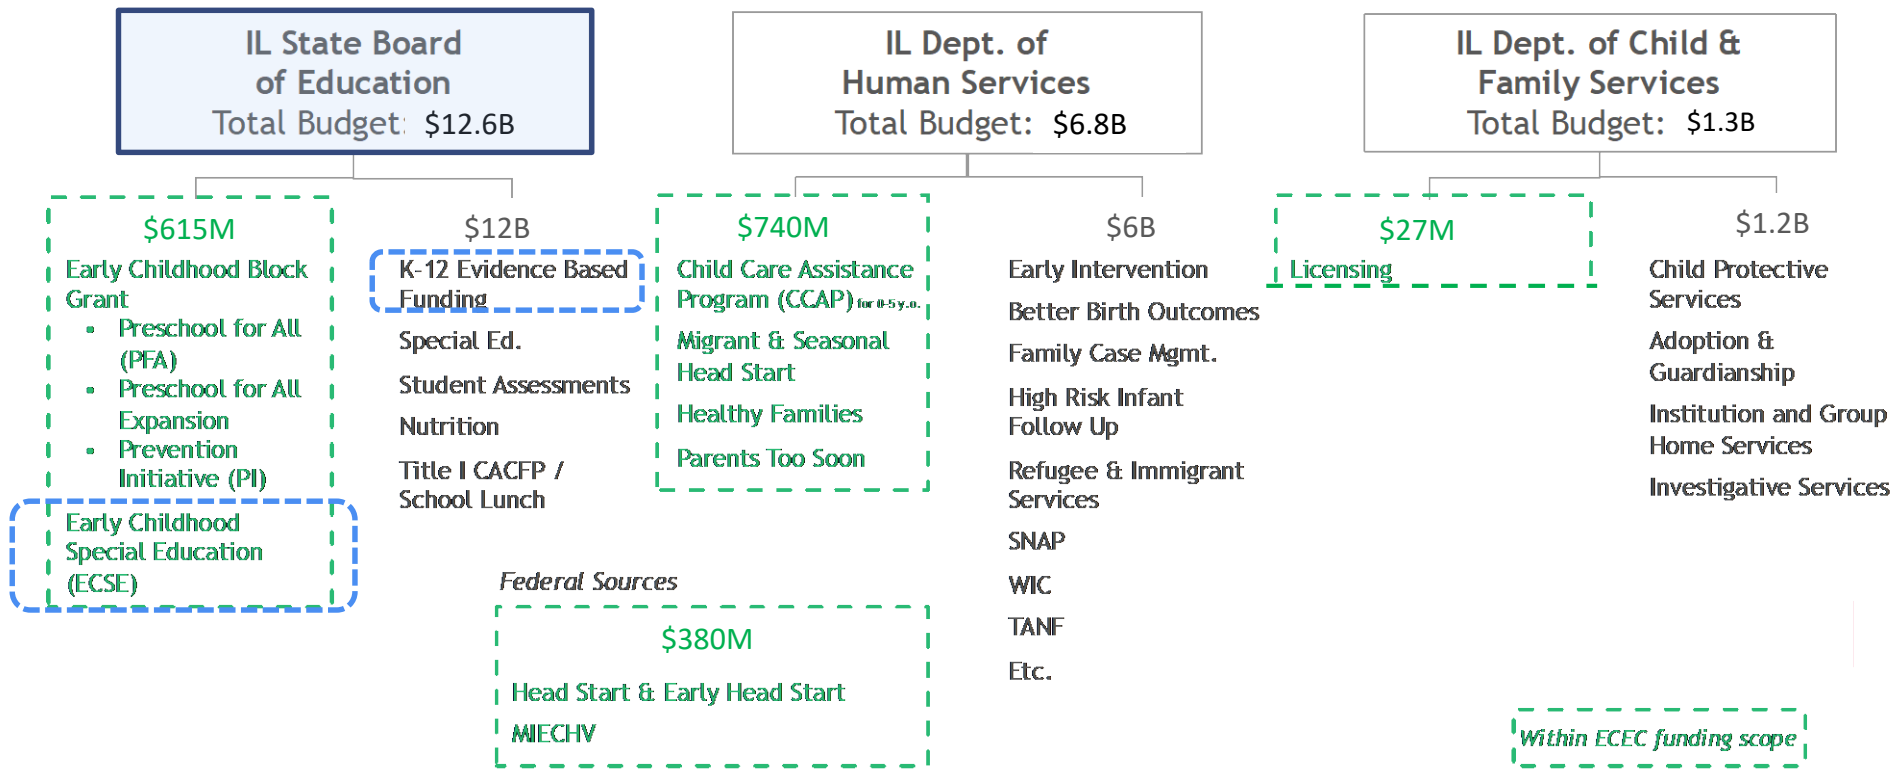 IL State Board
of Education
Total Budget: $12.6B
$615M
Early Childhood Block
Grant
▪ Preschool for All
(PFA)
▪ Preschool for All
Expansion
▪ Prevention
Initiative (PI)
Early Childhood
Special Education
(ECSE)
$12B
K-12 Evidence Based
Funding
Special Ed.
Student Assessments
Nutrition
Title I CACFP /
School Lunch
IL Dept. of
Human Services
Total Budget: $6.8B
$740M
Child Care Assistance
Program (CCAP) for 0-5 y.o.
Migrant & Seasonal
Head Start
Healthy Families
Parents Too Soon
$6B
Early Intervention
Better Birth Outcomes
Family Case Mgmt.
High Risk Infant
Follow Up
Refugee & Immigrant
Services
SNAP
WIC
TANF
Etc.
IL Dept. of Child &
Family Services
Total Budget: $1.3B
$27M
Licensing
$1.2B
Child Protective
Services
Adoption &
Guardianship
Institution and Group
Home Services
Investigative Services
Federal Sources
$380M
Head Start & Early Head Start
MIECHV
Within ECEC funding scope